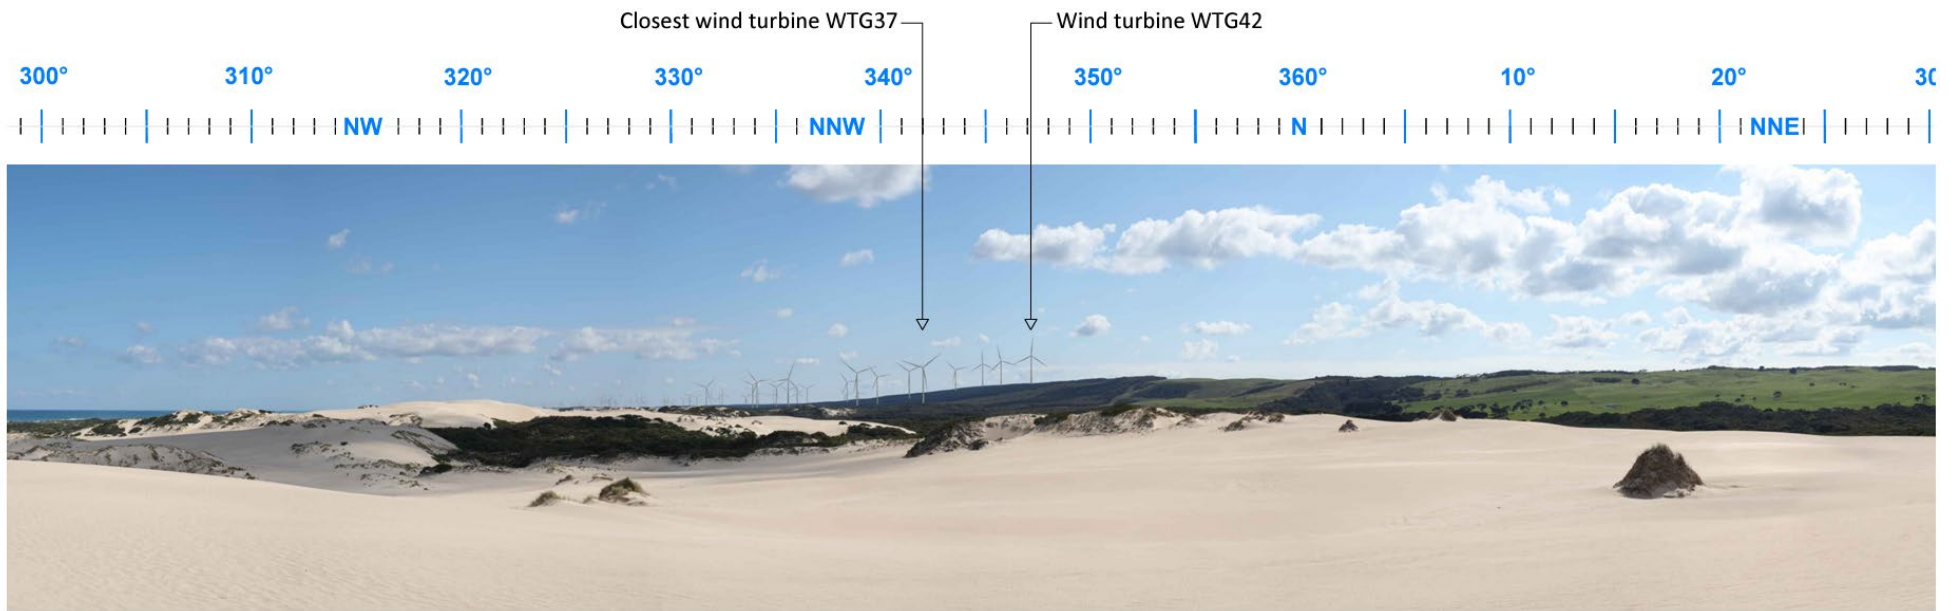 Closest wind turbine WTG37 Wind turbine WTG42
300° 310° 320° 330° 340° 350° 360° 10° 20° 30
NW NNW N NNE